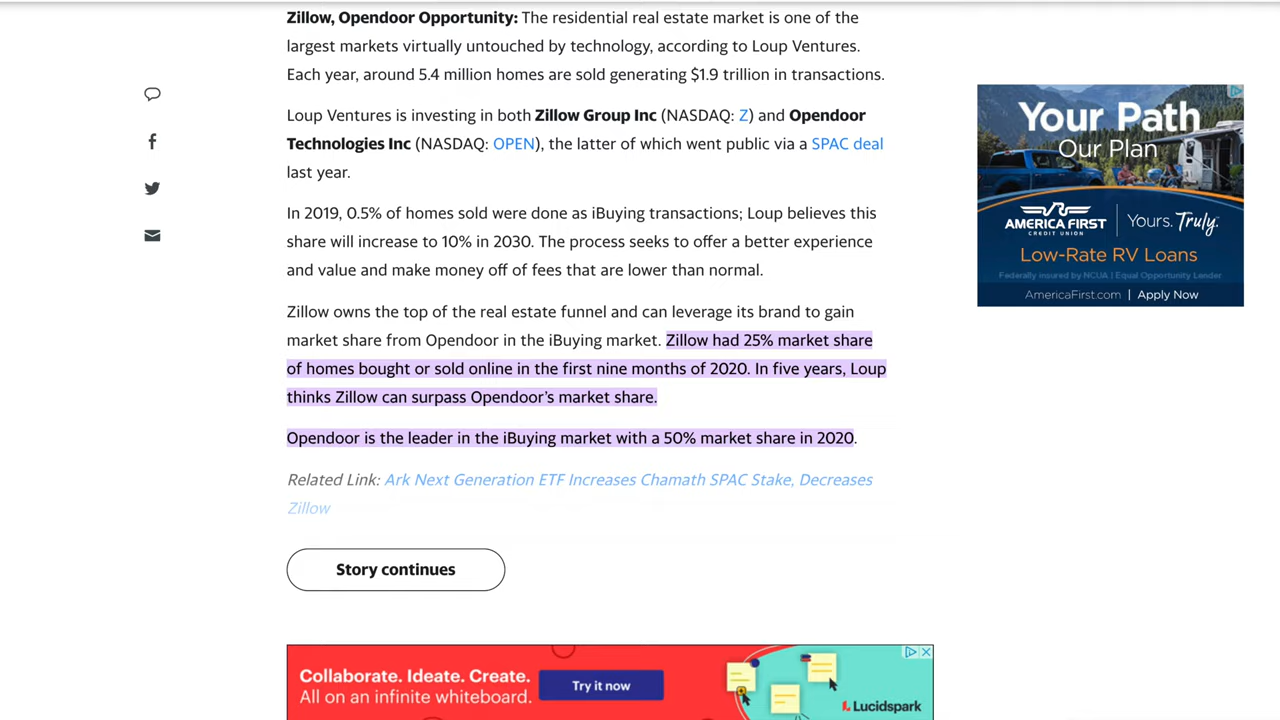 Zillow, Opendoor Opportunity: The residential real estate market is one of the
largest markets virtually untouched by technology, according to Loup Ventures.
Each year, around 5.4 million homes are sold generating $1.9 trillion in transactions.
Loup Ventures is investing in both Zillow Group Inc (NASDAQ: Z) and Opendoor
Technologies Inc (NASDAQ: OPEN), the latter of which went public via a SPAC deal
last year.
In 2019, 0.5% of homes sold were done as iBuying transactions; Loup believes this
share will increase to 10% in 2030. The process seeks to offer a better experience
and value and make money off of fees that are lower than normal.
Zillow owns the top of the real estate funnel and can leverage its brand to gain
market share from Opendoor in the iBuying market. Zillow had 25% market share
of homes bought or sold online in the first nine months of 2020. In five years, Loup
thinks Zillow can surpass Opendoor’s market share.
Opendoor is the leader in the iBuying market with a 50% market share in 2020.
Related Link: Ark Next Generation ETF Increases Chamath SPAC Stake, Decreases
Zillow
Story continues
Your Path
Our Plan
AMERICA FIRST
CREDIT UNION
Yours. Truly.
Low-Rate RV Loans
Federally insured by NCUA | Equal Opportunity Lender
AmericaFirst.com | Apply Now
Collaborate. Ideate. Create.
All on an infinite whiteboard.
Try it now
Lucidspark